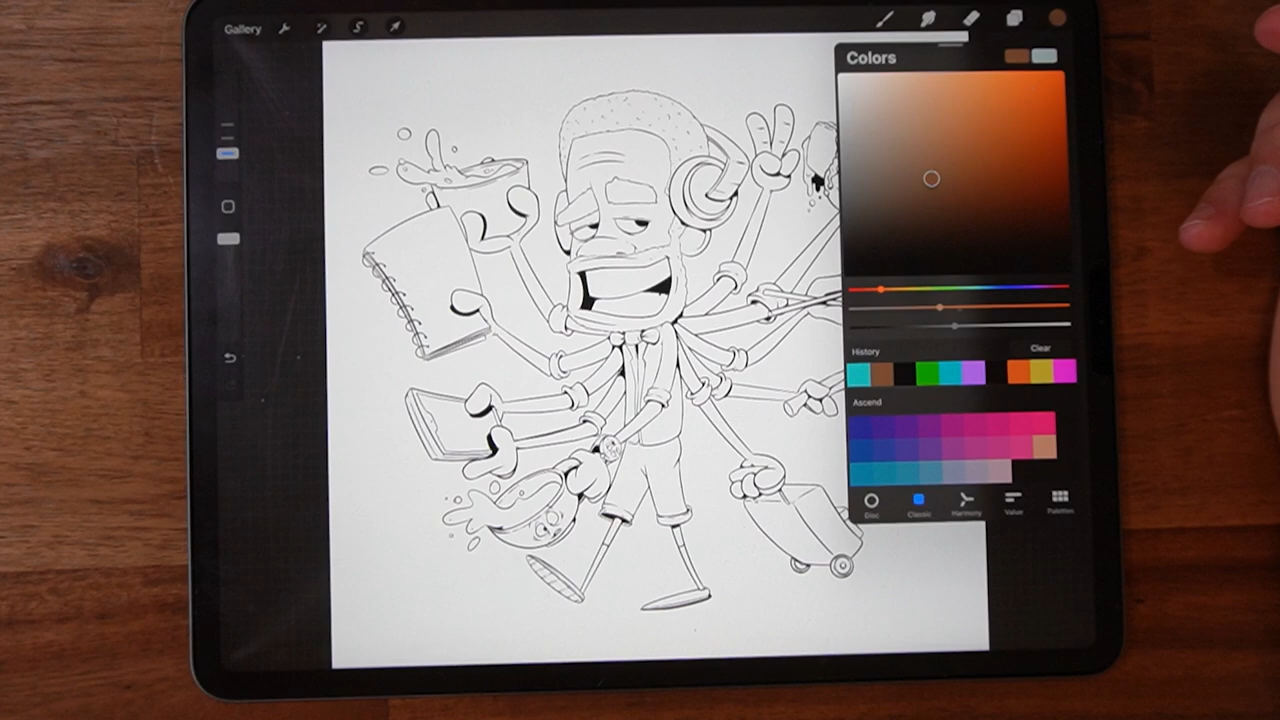 Gallery
Colors
History
Clear
Ascend
Disc
Classic
Harmony
Value
Palettes